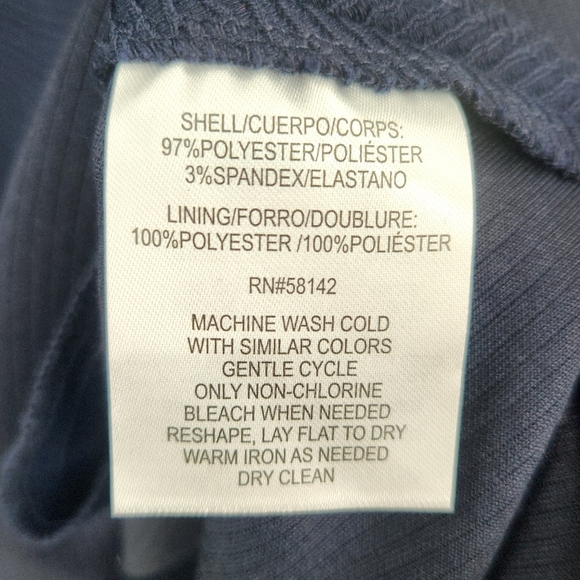 SHELL/CUERPO/CORPS:
97%POLYESTER/POLIÉSTER
3%SPANDEX/ELASTANO
LINING/FORRO/DOUBLURE:
100%POLYESTER /100%POLIÉSTER
RN#58142
MACHINE WASH COLD
WITH SIMILAR COLORS
GENTLE CYCLE
ONLY NON-CHLORINE
BLEACH WHEN NEEDED
RESHAPE, LAY FLAT TO DRY
WARM IRON AS NEEDED
DRY CLEAN